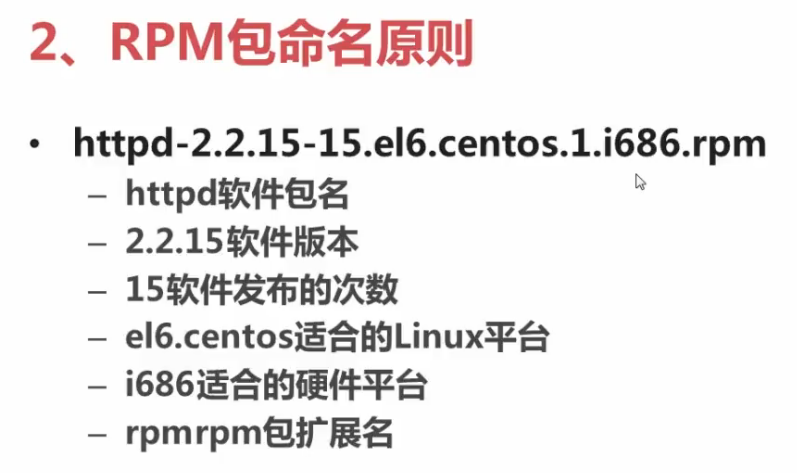 2、RPM包命名原则
• httpd-2.2.15-15.el6.centos.1.i686.rpm
– httpd软件包名
– 2.2.15软件版本
– 15软件发布的次数
– el6.centos适合的Linux平台
– i686适合的硬件平台
– rpmrpm包扩展名